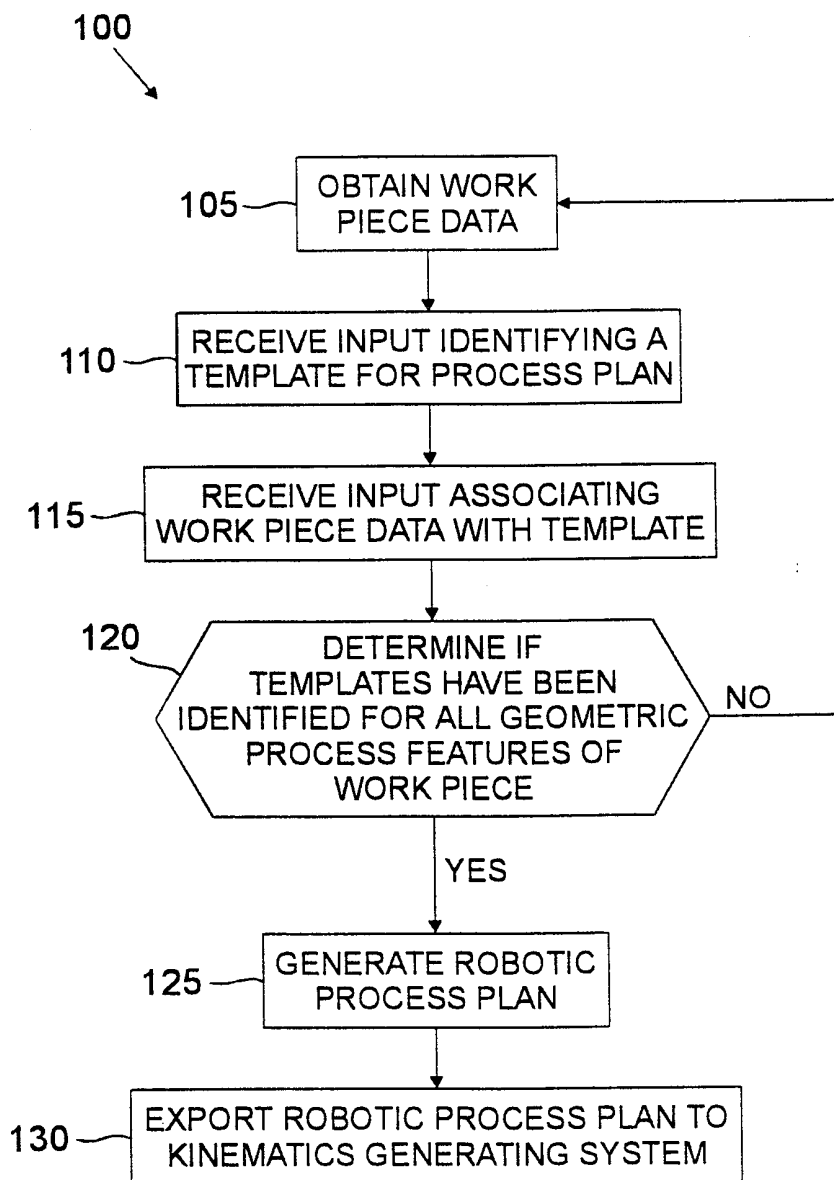 100
105
OBTAIN WORK
PIECE DATA
110
RECEIVE INPUT IDENTIFYING A
TEMPLATE FOR PROCESS PLAN
115
RECEIVE INPUT ASSOCIATING
WORK PIECE DATA WITH TEMPLATE
120
DETERMINE IF
TEMPLATES HAVE BEEN
IDENTIFIED FOR ALL GEOMETRIC
PROCESS FEATURES OF
WORK PIECE
NO
YES
125
GENERATE ROBOTIC
PROCESS PLAN
130
EXPORT ROBOTIC PROCESS PLAN TO
KINEMATICS GENERATING SYSTEM